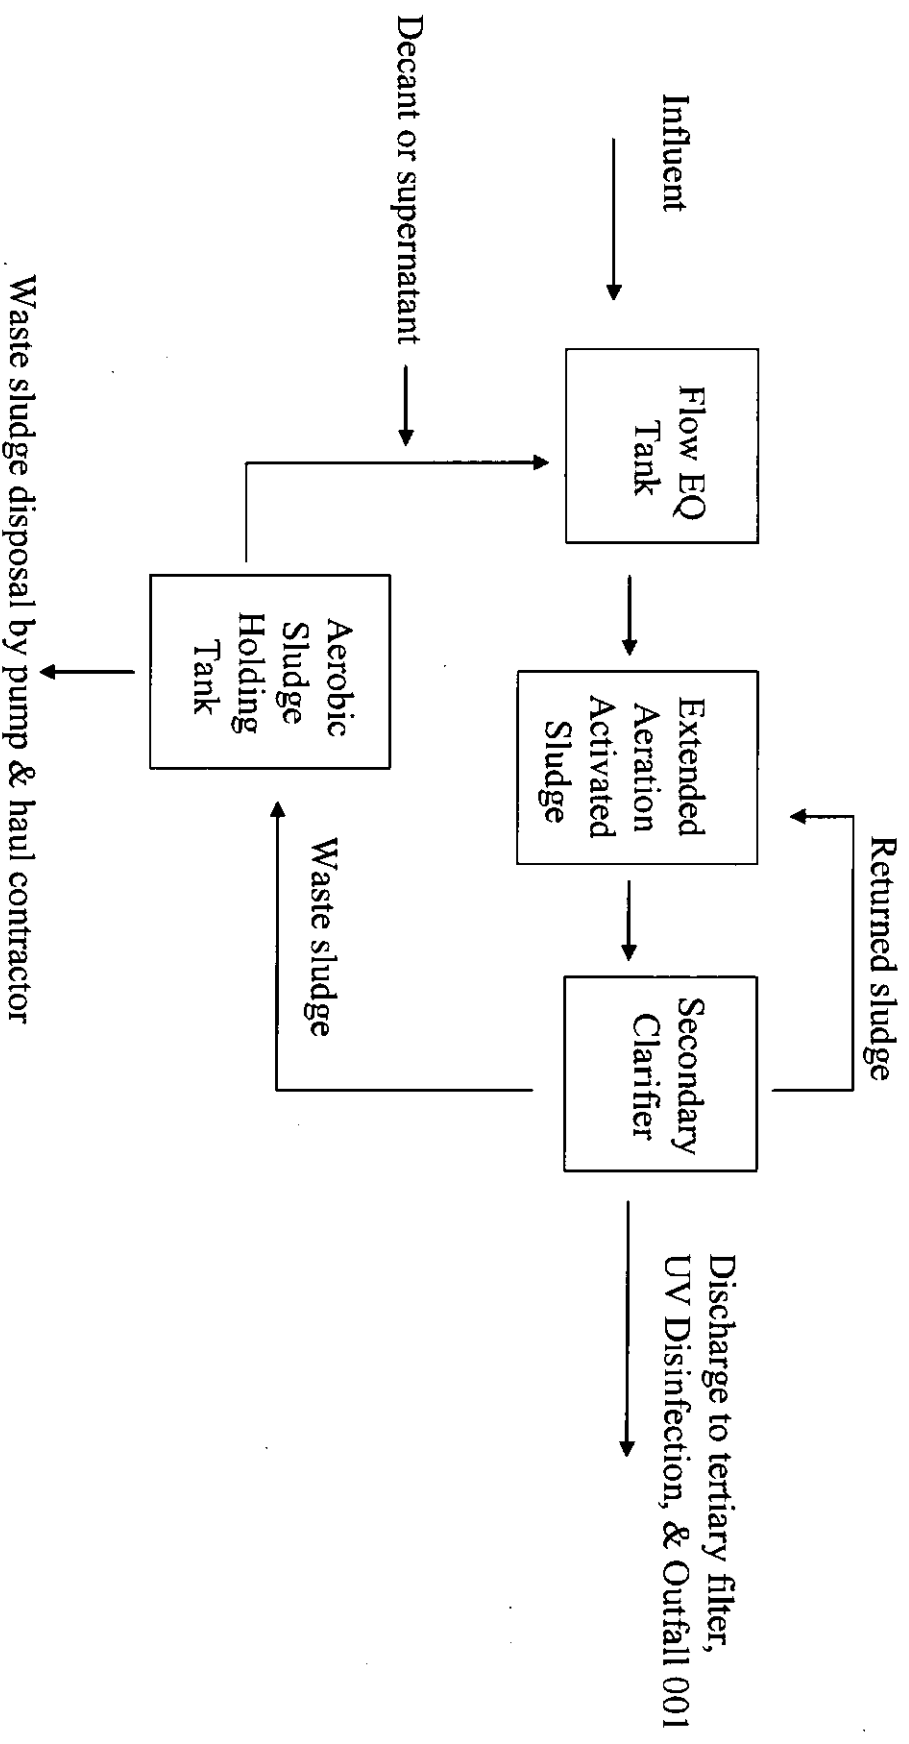 Returned sludge
Discharge to tertiary filter,
UV Disinfection, & Outfall 001
Influent
Flow EQ
Tank
Extended
Aeration
Activated
Sludge
Secondary
Clarifier
Decant or supernatant
Aerobic
Sludge
Holding
Tank
Waste sludge
Waste sludge disposal by pump & haul contractor